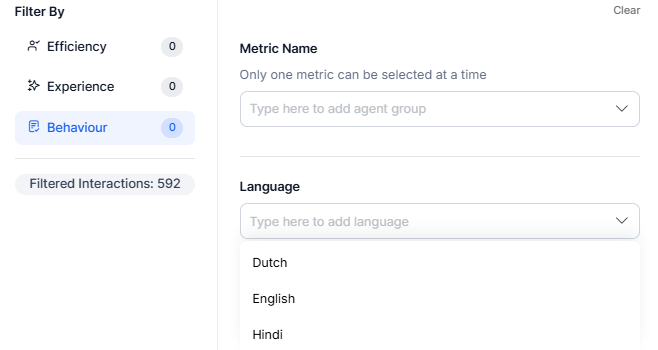 Filter By
Efficiency 0
Experience 0
Behaviour 0
Filtered Interactions: 592
Clear
Metric Name
Only one metric can be selected at a time
Type here to add agent group
Language
Type here to add language
Dutch
English
Hindi